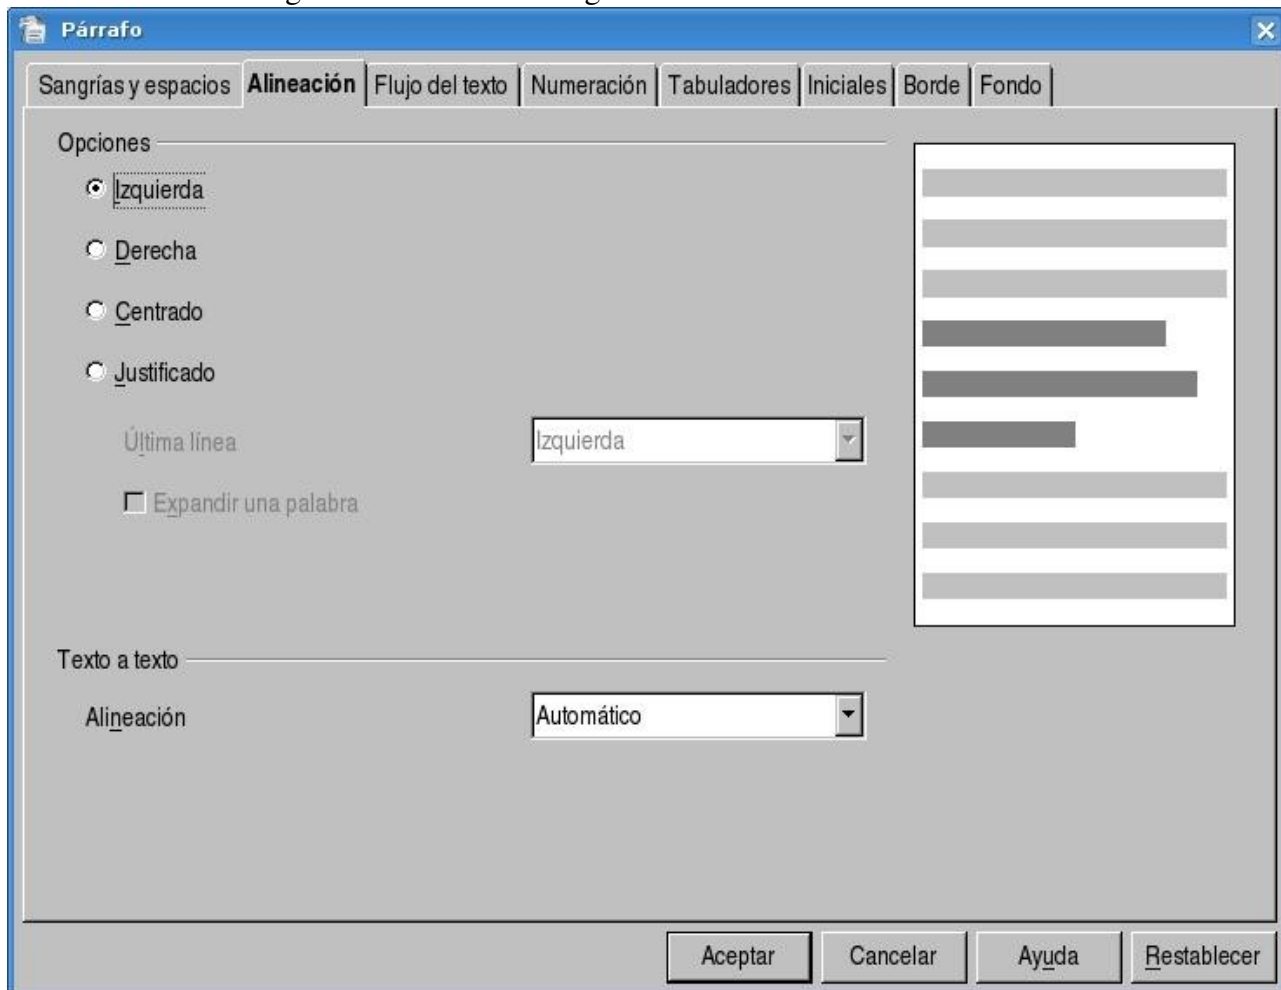 Párrafo
Sangrías y espacios Alineación Flujo del texto Numeración Tabuladores Iniciales Borde Fondo
Opciones
Izquierda
Derecha
Centrado
Justificado
Última línea Izquierda
Expandir una palabra
Texto a texto
Alineación Automático
Aceptar Cancelar Ayuda Restablecer